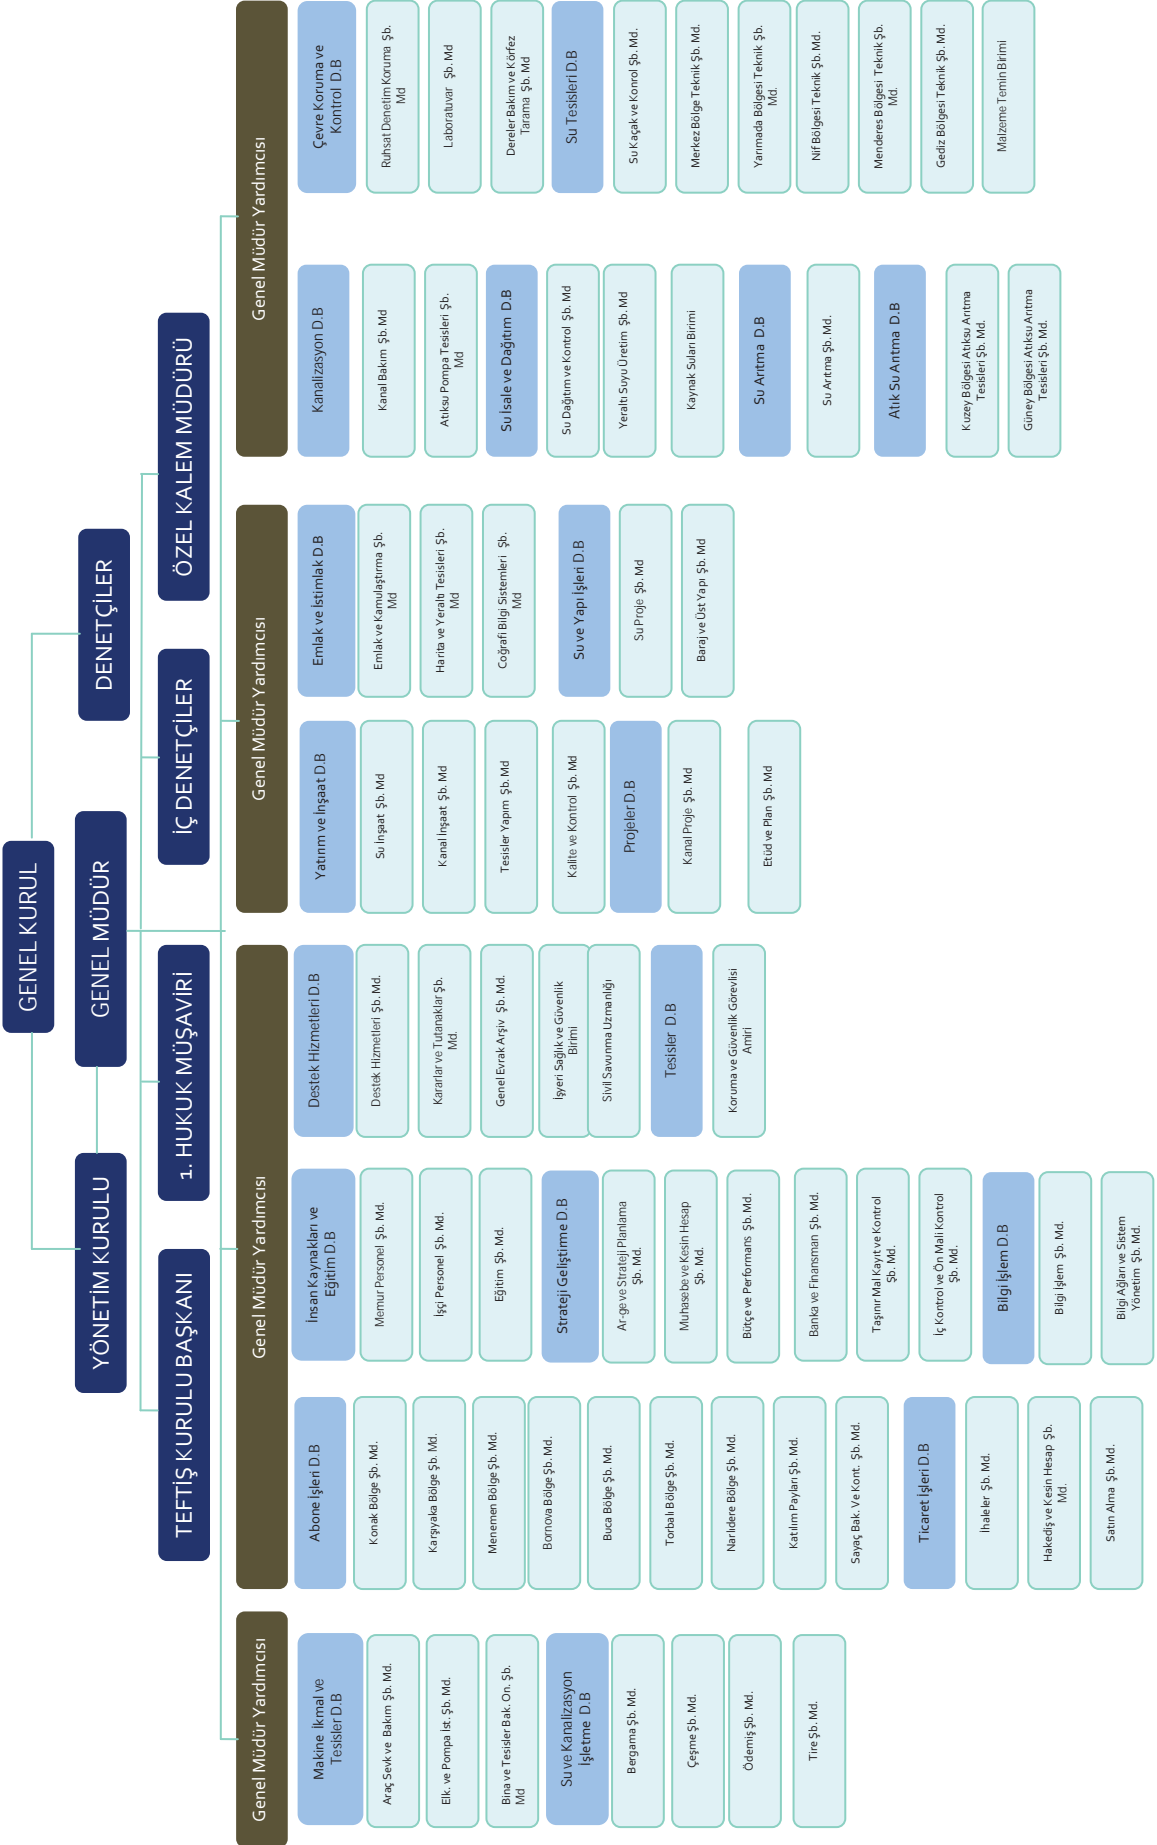 GENEL KURUL
YÖNETİM KURULU
GENEL MÜDÜR
DENETÇİLER
TEFTİŞ KURULU BAŞKANI
1. HUKUK MÜŞAVİRİ
İÇ DENETÇİLER
ÖZEL KALEM MÜDÜRÜ
Genel Müdür Yardımcısı
Makine İkmal ve
Tesisler D.B
Araç Sevk ve Bakım Şb. Md.
Elk. ve Pompa İst. Şb. Md.
Bina ve Tesisler Bak. On. Şb.
Md
Su ve Kanalizasyon
İşletme D.B
Bergama Şb. Md.
Çeşme Şb. Md.
Ödemiş Şb. Md.
Tire Şb. Md.
Genel Müdür Yardımcısı
Abone İşleri D.B
Konak Bölge Şb. Md.
Karşıyaka Bölge Şb. Md.
Menemen Bölge Şb. Md.
Bornova Bölge Şb. Md.
Buca Bölge Şb. Md.
Torbalı Bölge Şb. Md.
Narlıdere Bölge Şb. Md.
Katılım Payları Şb. Md.
Sayaç Bak. Ve Kont. Şb. Md.
Ticaret İşleri D.B
İhaleler Şb. Md.
Hakediş ve Kesin Hesap Şb.
Md.
Satın Alma Şb. Md.
İnsan Kaynakları ve
Eğitim D.B
Memur Personel Şb. Md.
İşçi Personel Şb. Md.
Eğitim Şb. Md.
Strateji Geliştirme D.B
Ar-ge ve Strateji Planlama
Şb. Md.
Muhasebe ve Kesin Hesap
Şb. Md.
Bütçe ve Performans Şb. Md.
Banka ve Finansman Şb. Md.
Taşınır Mal Kayıt ve Kontrol
Şb. Md.
İç Kontrol ve Ön Mali Kontrol
Şb. Md.
Bilgi İşlem D.B
Bilgi İşlem Şb. Md.
Bilgi Ağları ve Sistem
Yönetim Şb. Md.
Destek Hizmetleri D.B
Destek Hizmetleri Şb. Md.
Kararlar ve Tutanaklar Şb.
Md.
Genel Evrak Arşiv Şb. Md.
İşyeri Sağlık ve Güvenlik
Birimi
Sivil Savunma Uzmanlığı
Tesisler D.B
Koruma ve Güvenlik Görevlisi
Amiri
Genel Müdür Yardımcısı
Yatırım ve İnşaat D.B
Su İnşaat Şb. Md
Kanal İnşaat Şb. Md
Tesisler Yapım Şb. Md
Kalite ve Kontrol Şb. Md
Projeler D.B
Kanal Proje Şb. Md
Etüd ve Plan Şb. Md
Emlak ve İstimlak D.B
Emlak ve Kamulaştırma Şb.
Md
Harita ve Yeraltı Tesisleri Şb.
Md
Coğrafi Bilgi Sistemleri Şb.
Md
Su ve Yapı İşleri D.B
Su Proje Şb. Md
Baraj ve Üst Yapı Şb. Md
Genel Müdür Yardımcısı
Kanalizasyon D.B
Kanal Bakım Şb. Md
Atıksu Pompa Tesisleri Şb.
Md
Su İsale ve Dağıtım D.B
Su Dağıtım ve Kontrol Şb. Md
Yeraltı Suyu Üretim Şb. Md
Kaynak Suları Birimi
Su Arıtma D.B
Su Arıtma Şb. Md.
Atık Su Arıtma D.B
Kuzey Bölgesi Atıksu Arıtma
Tesisleri Şb. Md.
Güney Bölgesi Atıksu Arıtma
Tesisleri Şb. Md.
Çevre Koruma ve
Kontrol D.B
Ruhsat Denetim Koruma Şb.
Md
Laboratuvar Şb. Md
Dereler Bakım ve Körfez
Tarama Şb. Md
Su Tesisleri D.B
Su Kaçak ve Konrol Şb. Md.
Merkez Bölge Teknik Şb. Md.
Yarımada Bölgesi Teknik Şb.
Md.
Nif Bölgesi Teknik Şb. Md.
Menderes Bölgesi Teknik Şb.
Md.
Gediz Bölgesi Teknik Şb. Md.
Malzeme Temin Birimi